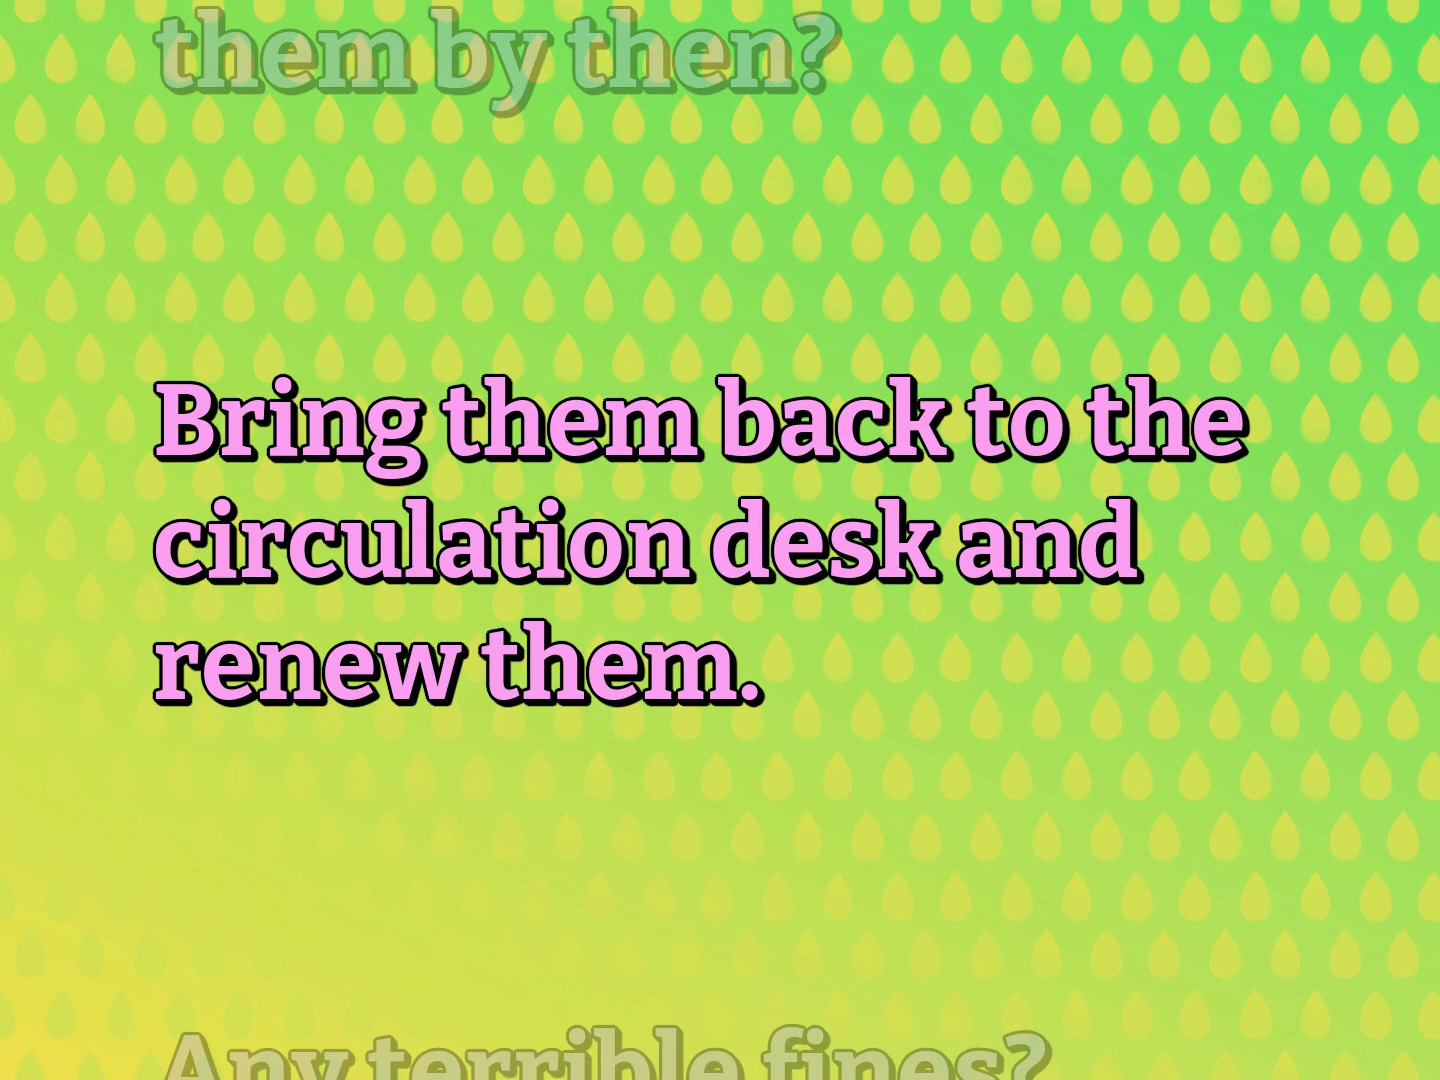 them by then?
Bring them back to the
circulation desk and
renew them.
Any terrible fines?